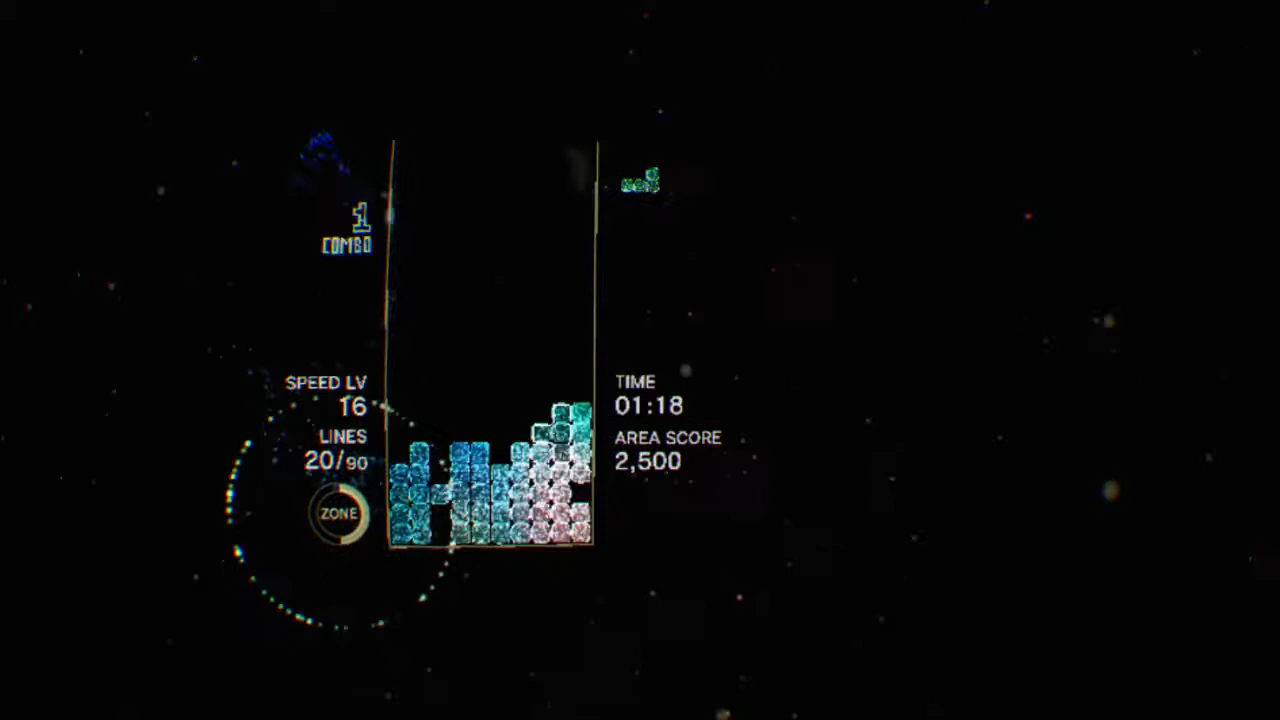 1
COMBO
SPEED LV
16
LINES
20/90
ZONE
TIME
01:18
AREA SCORE
2,500